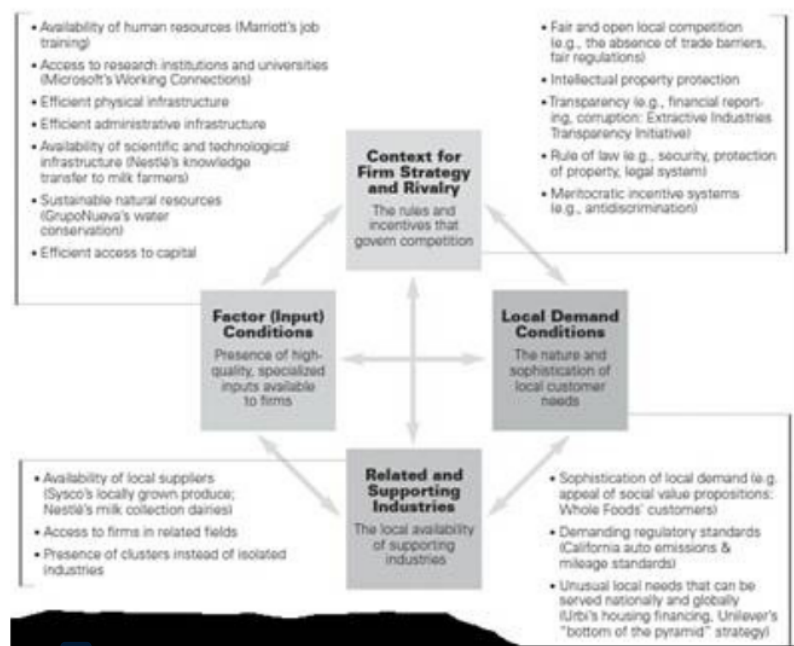 • Availability of human resources (Marriott's job
training)
• Access to research institutions and universities
(Microsoft's Working Connections)
• Efficient physical infrastructure
• Efficient administrative infrastructure
• Availability of scientific and technological
infrastructure (Nestlé's knowledge
transfer to milk farmers)
• Sustainable natural resources
(GrupoNueva's water
conservation)
• Efficient access to capital
• Fair and open local competition
(e.g., the absence of trade barriers,
fair regulations)
• Intellectual property protection
• Transparency (e.g., financial report-
ing, corruption: Extractive Industries
Transparency Initiative)
• Rule of law (e.g., security, protection
of property, legal system)
• Meritocratic incentive systems
(e.g., antidiscrimination)
Context for
Firm Strategy
and Rivalry
The rules and
incentives that
govern competition
Factor (Input)
Conditions
Presence of high-
quality, specialized
inputs available
to firms
Local Demand
Conditions
The nature and
sophistication of
local customer
needs
Related and
Supporting
Industries
The local availability
of supporting
industries
• Availability of local suppliers
(Sysco's locally grown produce;
Nestlé's milk collection dairies)
• Access to firms in related fields
• Presence of clusters instead of isolated
industries
• Sophistication of local demand (e.g.
appeal of social value propositions:
Whole Foods' customers)
• Demanding regulatory standards
(California auto emissions &
mileage standards)
• Unusual local needs that can be
served nationally and globally
(Urbi's housing financing, Unilever's
"bottom of the pyramid" strategy)